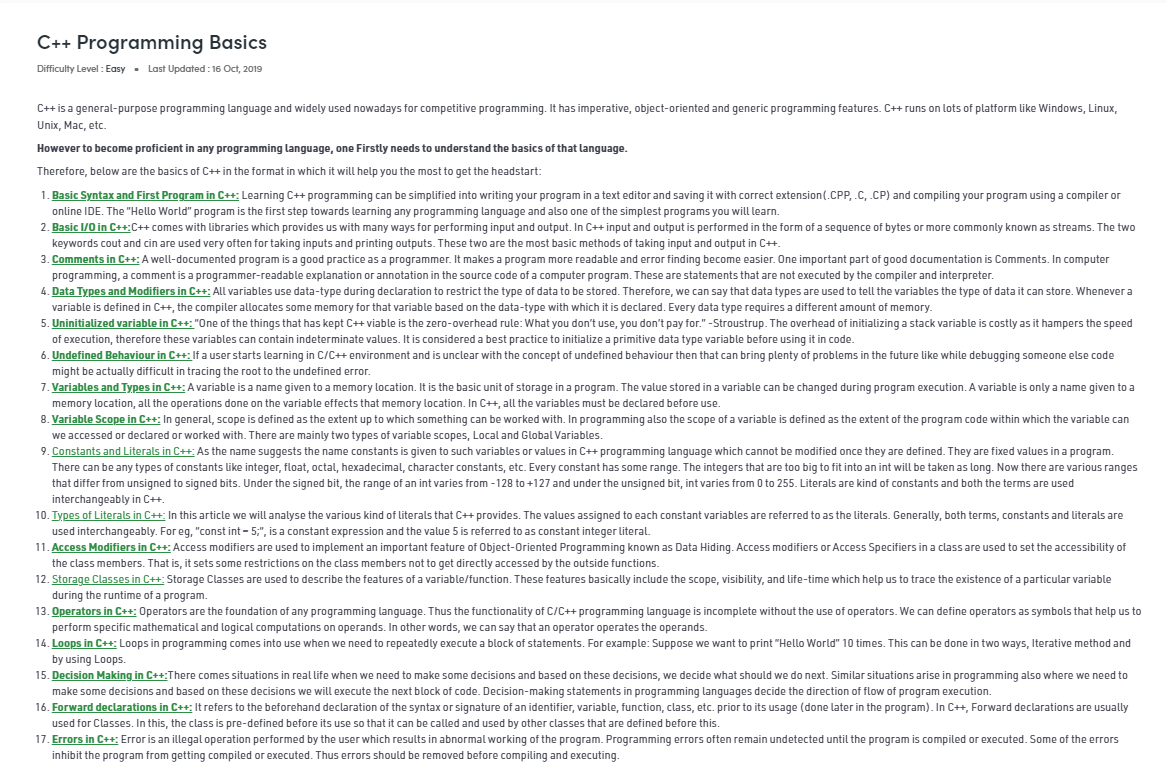 C++ Programming Basics
Difficulty Level : Easy • Last Updated : 16 Oct, 2019
C++ is a general-purpose programming language and widely used nowadays for competitive programming. It has imperative, object-oriented and generic programming features. C++ runs on lots of platform like Windows, Linux,
Unix, Mac, etc.
However to become proficient in any programming language, one Firstly needs to understand the basics of that language.
Therefore, below are the basics of C++ in the format in which it will help you the most to get the headstart:
1. Basic Syntax and First Program in C++: Learning C++ programming can be simplified into writing your program in a text editor and saving it with correct extension(.CPP, .C, .CP) and compiling your program using a compiler or
online IDE. The "Hello World" program is the first step towards learning any programming language and also one of the simplest programs you will learn.
2. Basic I/O in C++:C++ comes with libraries which provides us with many ways for performing input and output. In C++ input and output is performed in the form of a sequence of bytes or more commonly known as streams. The two
keywords cout and cin are used very often for taking inputs and printing outputs. These two are the most basic methods of taking input and output in C++.
3. Comments in C++: A well-documented program is a good practice as a programmer. It makes a program more readable and error finding become easier. One important part of good documentation is Comments. In computer
programming, a comment is a programmer-readable explanation or annotation in the source code of a computer program. These are statements that are not executed by the compiler and interpreter.
4. Data Types and Modifiers in C++: All variables use data-type during declaration to restrict the type of data to be stored. Therefore, we can say that data types are used to tell the variables the type of data it can store. Whenever a
variable is defined in C++, the compiler allocates some memory for that variable based on the data-type with which it is declared. Every data type requires a different amount of memory.
5. Uninitialized variable in C++: "One of the things that has kept C++ viable is the zero-overhead rule: What you don't use, you don't pay for." -Stroustrup. The overhead of initializing a stack variable is costly as it hampers the speed
of execution, therefore these variables can contain indeterminate values. It is considered a best practice to initialize a primitive data type variable before using it in code.
6. Undefined Behaviour in C++: If a user starts learning in C/C++ environment and is unclear with the concept of undefined behaviour then that can bring plenty of problems in the future like while debugging someone else code
might be actually difficult in tracing the root to the undefined error.
7. Variables and Types in C++: A variable is a name given to a memory location. It is the basic unit of storage in a program. The value stored in a variable can be changed during program execution. A variable is only a name given to a
memory location, all the operations done on the variable effects that memory location. In C++, all the variables must be declared before use.
8. Variable Scope in C++: In general, scope is defined as the extent up to which something can be worked with. In programming also the scope of a variable is defined as the extent of the program code within which the variable can
we accessed or declared or worked with. There are mainly two types of variable scopes, Local and Global Variables.
9. Constants and Literals in C++: As the name suggests the name constants is given to such variables or values in C++ programming language which cannot be modified once they are defined. They are fixed values in a program.
There can be any types of constants like integer, float, octal, hexadecimal, character constants, etc. Every constant has some range. The integers that are too big to fit into an int will be taken as long. Now there are various ranges
that differ from unsigned to signed bits. Under the signed bit, the range of an int varies from -128 to +127 and under the unsigned bit, int varies from 0 to 255. Literals are kind of constants and both the terms are used
interchangeably in C++.
10. Types of Literals in C++: In this article we will analyse the various kind of literals that C++ provides. The values assigned to each constant variables are referred to as the literals. Generally, both terms, constants and literals are
used interchangeably. For eg, "const int = 5;", is a constant expression and the value 5 is referred to as constant integer literal.
11. Access Modifiers in C++: Access modifiers are used to implement an important feature of Object-Oriented Programming known as Data Hiding. Access modifiers or Access Specifiers in a class are used to set the accessibility of
the class members. That is, it sets some restrictions on the class members not to get directly accessed by the outside functions.
12. Storage Classes in C++: Storage Classes are used to describe the features of a variable/function. These features basically include the scope, visibility, and life-time which help us to trace the existence of a particular variable
during the runtime of a program.
13. Operators in C++: Operators are the foundation of any programming language. Thus the functionality of C/C++ programming language is incomplete without the use of operators. We can define operators as symbols that help us to
perform specific mathematical and logical computations on operands. In other words, we can say that an operator operates the operands.
14. Loops in C++: Loops in programming comes into use when we need to repeatedly execute a block of statements. For example: Suppose we want to print "Hello World" 10 times. This can be done in two ways, Iterative method and
by using Loops.
15. Decision Making in C++:There comes situations in real life when we need to make some decisions and based on these decisions, we decide what should we do next. Similar situations arise in programming also where we need to
make some decisions and based on these decisions we will execute the next block of code. Decision-making statements in programming languages decide the direction of flow of program execution.
16. Forward declarations in C++: It refers to the beforehand declaration of the syntax or signature of an identifier, variable, function, class, etc. prior to its usage (done later in the program). In C++, Forward declarations are usually
used for Classes. In this, the class is pre-defined before its use so that it can be called and used by other classes that are defined before this.
17. Errors in C++: Error is an illegal operation performed by the user which results in abnormal working of the program. Programming errors often remain undetected until the program is compiled or executed. Some of the errors
inhibit the program from getting compiled or executed. Thus errors should be removed before compiling and executing.